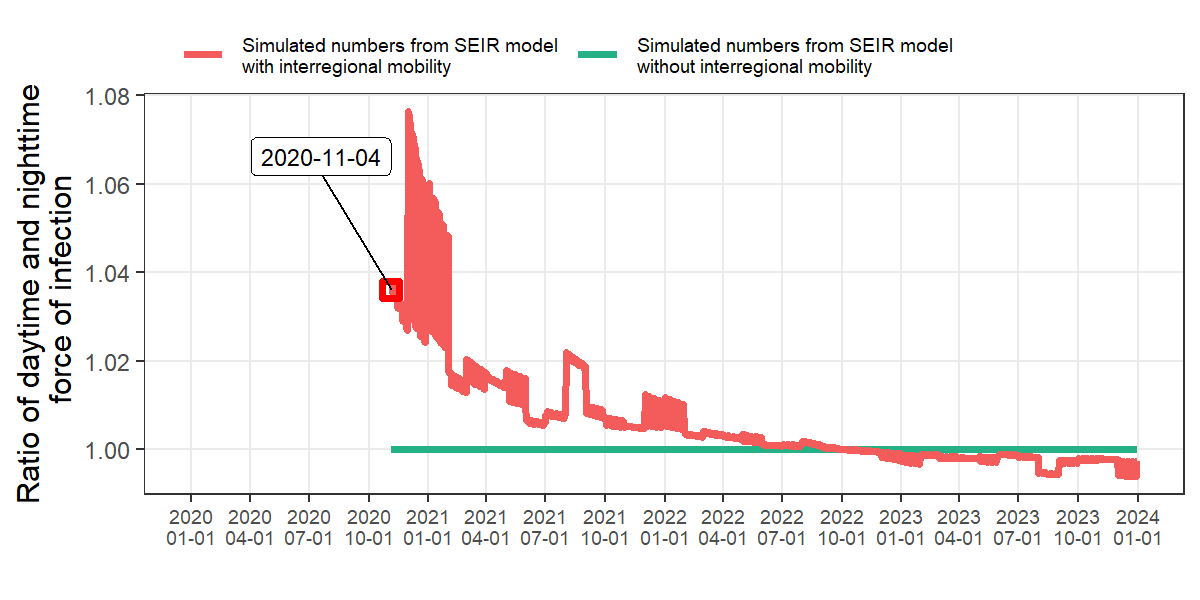 Simulated numbers from SEIR model
with interregional mobility
Simulated numbers from SEIR model
without interregional mobility
Ratio of daytime and nighttime
force of infection
1.08
1.06
1.04
1.02
1.00
2020-11-04
2020 2020 2020 2020 2021 2021 2021 2021 2022 2022 2022 2022 2023 2023 2023 2023 2024
01-01 04-01 07-01 10-01 01-01 04-01 07-01 10-01 01-01 04-01 07-01 10-01 01-01 04-01 07-01 10-01 01-01